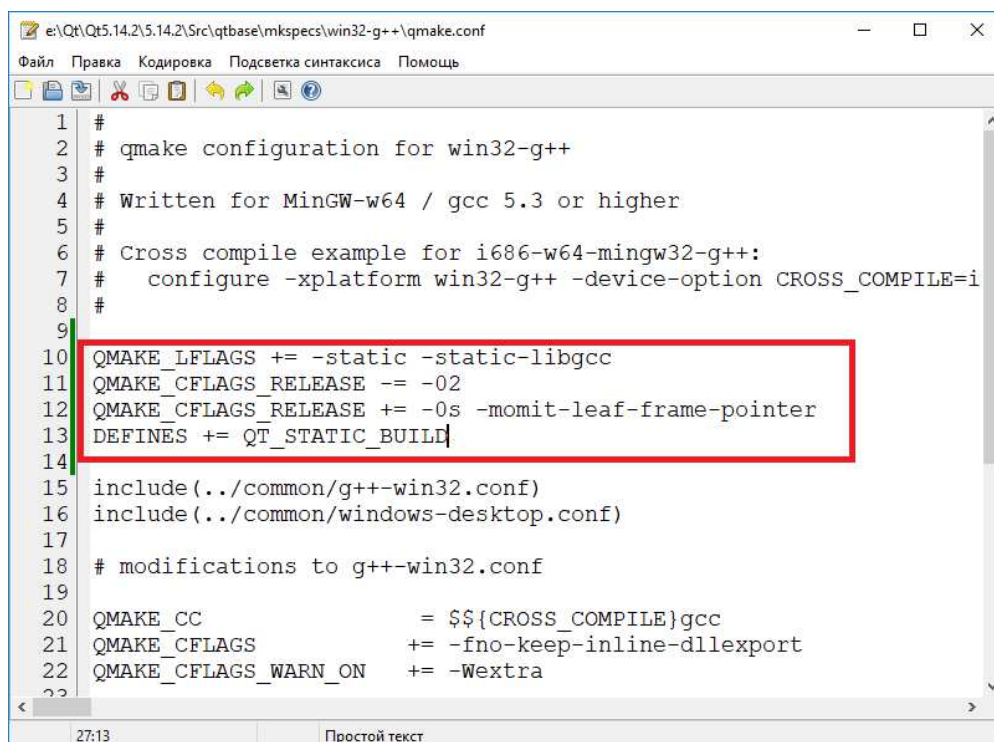 e:\Qt\Qt5.14.2\5.14.2\Src\qtbase\mkspecs\win32-g++\qmake.conf
Файл Правка Кодировка Подсветка синтаксиса Помощь
1 #
2 # qmake configuration for win32-g++
3 #
4 # Written for MinGW-w64 / gcc 5.3 or higher
5 #
6 # Cross compile example for i686-w64-mingw32-g++:
7 #   configure -xplatform win32-g++ -device-option CROSS_COMPILE=i
8 #
9
10 QMAKE_LFLAGS += -static -static-libgcc
11 QMAKE_CFLAGS_RELEASE -= -02
12 QMAKE_CFLAGS_RELEASE += -0s -momit-leaf-frame-pointer
13 DEFINES += QT_STATIC_BUILD
14
15 include(../common/g++-win32.conf)
16 include(../common/windows-desktop.conf)
17
18 # modifications to g++-win32.conf
19
20 QMAKE_CC = $${CROSS_COMPILE}gcc
21 QMAKE_CFLAGS += -fno-keep-inline-dllexport
22 QMAKE_CFLAGS_WARN_ON += -Wextra
23
27:13 Простой текст